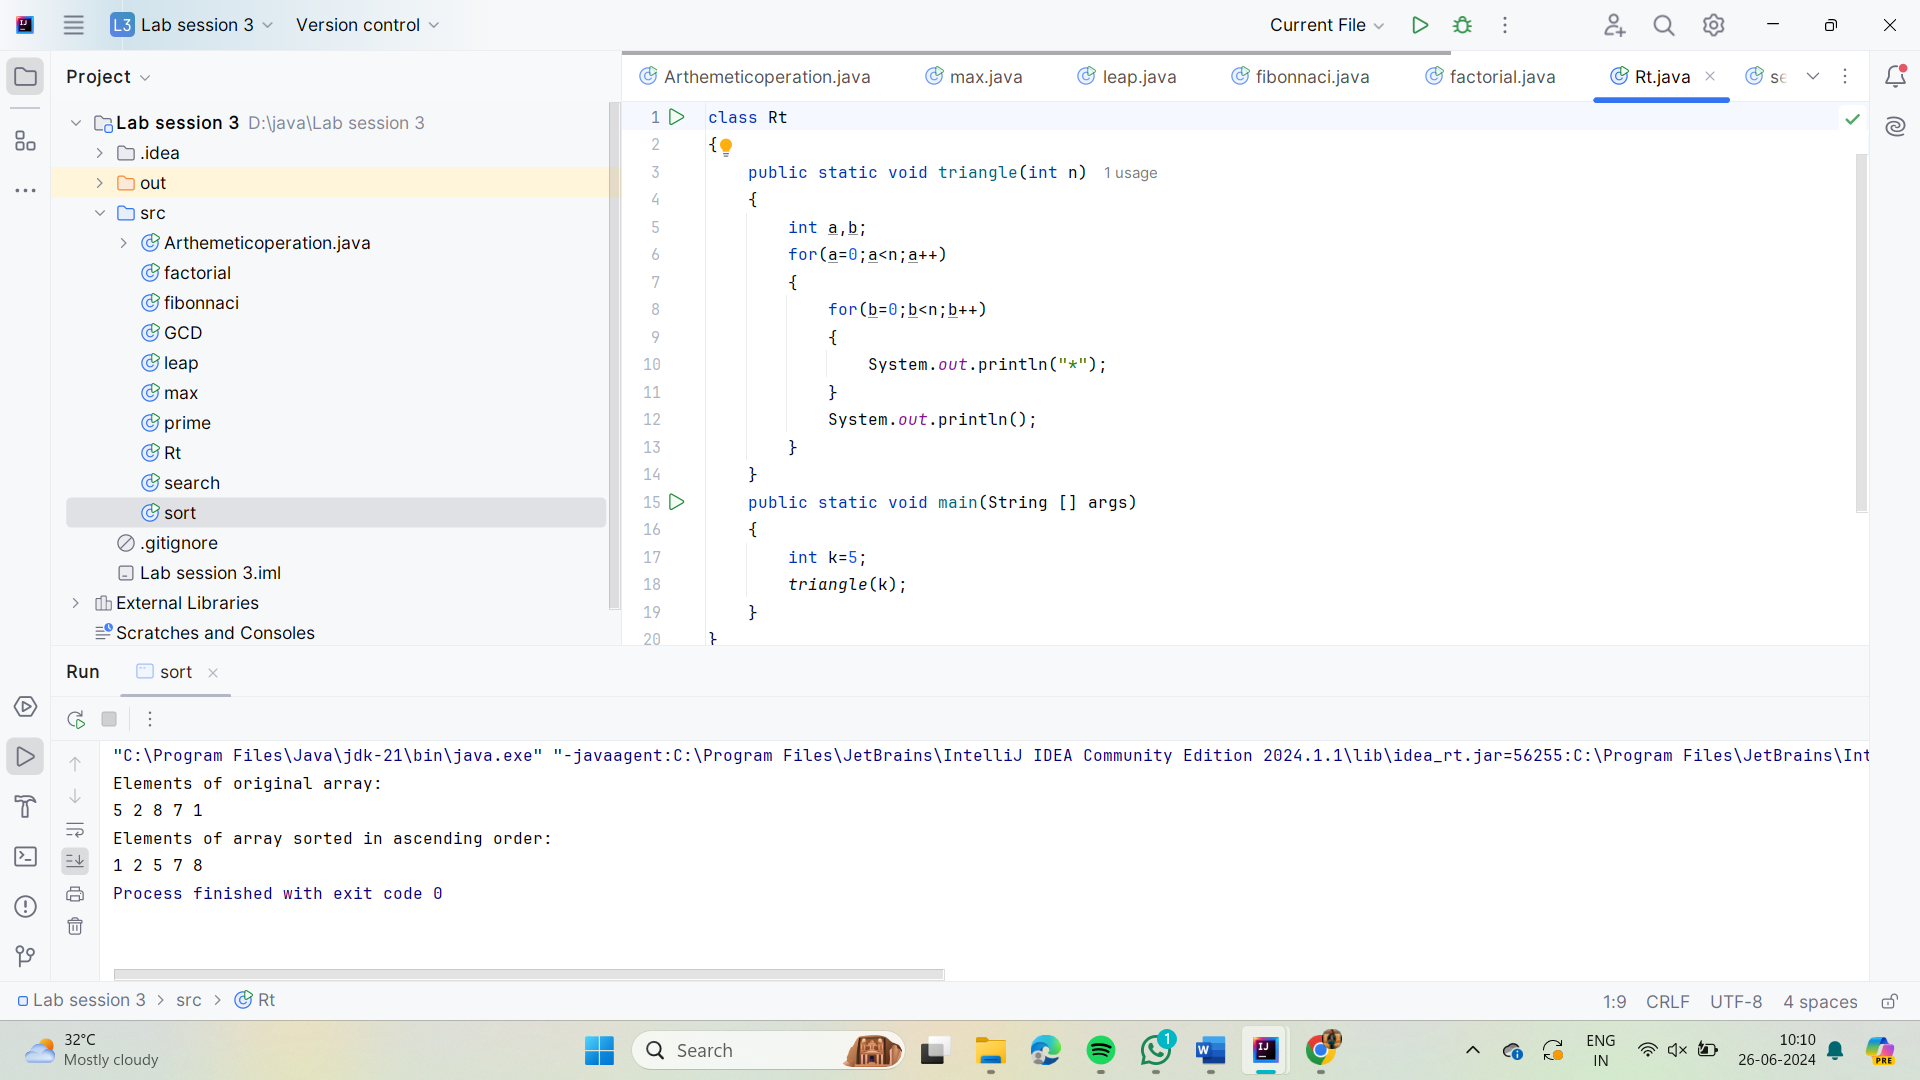 L3 Lab session 3 Version control Current File
Project
Arthemeticoperation.java max.java leap.java fibonnaci.java factorial.java Rt.java se
Lab session 3 D:\java\Lab session 3
.idea
out
src
Arthemeticoperation.java
factorial
fibonnaci
GCD
leap
max
prime
Rt
search
sort
.gitignore
Lab session 3.iml
External Libraries
Scratches and Consoles
1 class Rt
2 {
3 public static void triangle(int n) 1 usage
4 {
5 int a,b;
6 for(a=0;a<n;a++)
7 {
8 for(b=0;b<n;b++)
9 {
10 System.out.println("*");
11 }
12 System.out.println();
13 }
14 }
15 public static void main(String [] args)
16 {
17 int k=5;
18 triangle(k);
19 }
20 }
Run sort
"C:\Program Files\Java\jdk-21\bin\java.exe" "-javaagent:C:\Program Files\JetBrains\IntelliJ IDEA Community Edition 2024.1.1\lib\idea_rt.jar=56255:C:\Program Files\JetBrains\Int
Elements of original array:
5 2 8 7 1
Elements of array sorted in ascending order:
1 2 5 7 8
Process finished with exit code 0
Lab session 3 > src > Rt
1:9 CRLF UTF-8 4 spaces
32°C
Mostly cloudy
Search
1
ENG
IN
10:10
26-06-2024
PRE